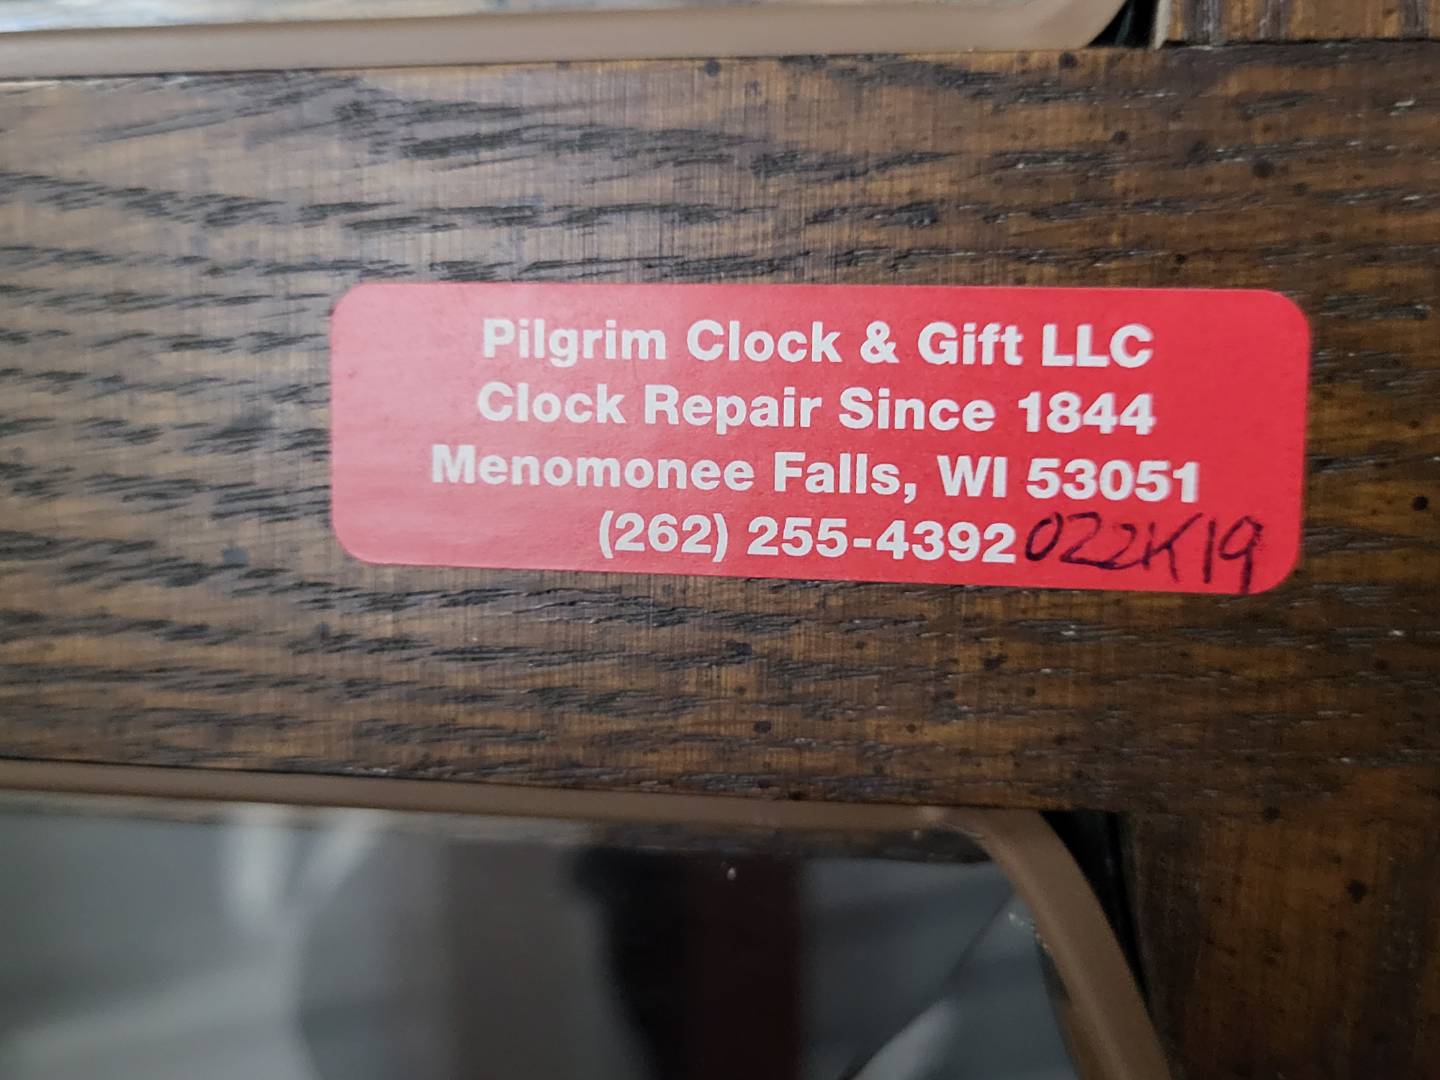 Pilgrim Clock & Gift LLC
Clock Repair Since 1844
Menomonee Falls, WI 53051
(262) 255-4392 022K19